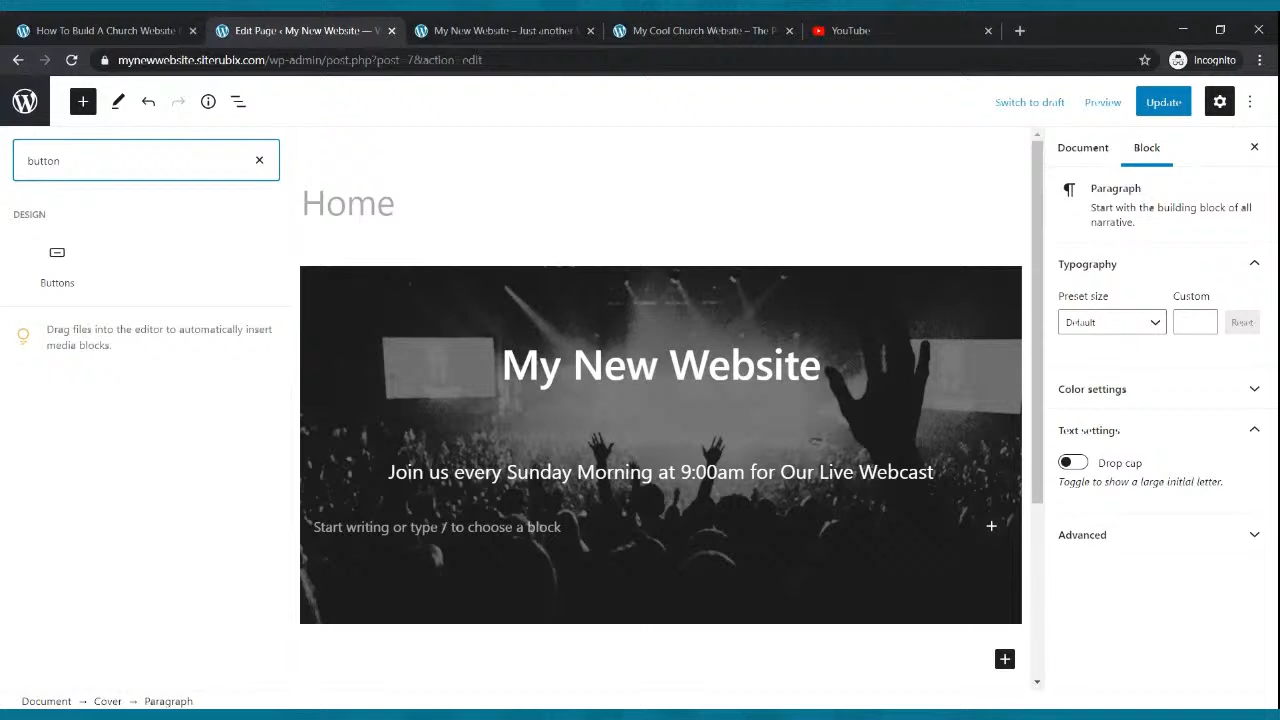 How To Build A Church Website (
Edit Page ‹ My New Website —
My New Website – Just another
My Cool Church Website – The P
YouTube
mynewwebsite.siterubix.com/wp-admin/post.php?post=7&action=edit
Incognito
Switch to draft
Preview
Update
button
Document
Block
Home
Paragraph
Start with the building block of all
narrative.
DESIGN
Buttons
Typography
Preset size
Custom
Default
Reset
Drag files into the editor to automatically insert
media blocks.
My New Website
Color settings
Text settings
Drop cap
Toggle to show a large initial letter.
Join us every Sunday Morning at 9:00am for Our Live Webcast
Start writing or type / to choose a block
Advanced
Document → Cover → Paragraph